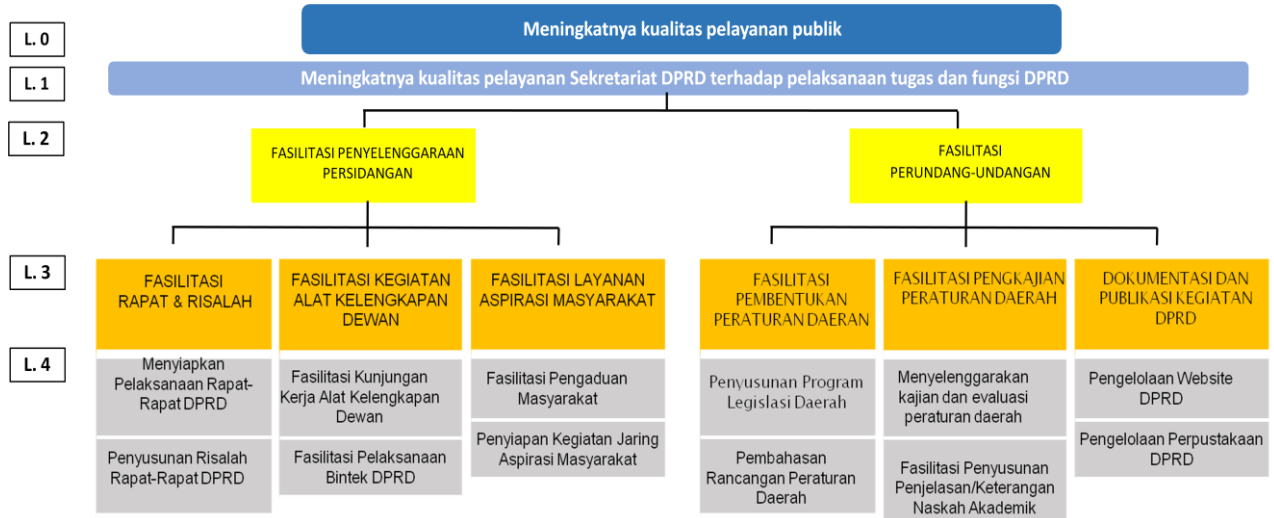 L. 0
Meningkatnya kualitas pelayanan publik
L. 1
Meningkatnya kualitas pelayanan Sekretariat DPRD terhadap pelaksanaan tugas dan fungsi DPRD
L. 2
FASILITASI PENYELENGGARAAN
PERSIDANGAN
FASILITASI
PERUNDANG-UNDANGAN
L. 3
FASILITASI
RAPAT & RISALAH
FASILITASI KEGIATAN
ALAT KELENGKAPAN
DEWAN
FASILITASI LAYANAN
ASPIRASI MASYARAKAT
FASILITASI
PEMBENTUKAN
PERATURAN DAERAN
FASILITASI PENGKAJIAN
PERATURAN DAERAH
DOKUMENTASI DAN
PUBLIKASI KEGIATAN
DPRD
L. 4
Menyiapkan
Pelaksanaan Rapat-
Rapat DPRD
Fasilitasi Kunjungan
Kerja Alat Kelengkapan
Dewan
Fasilitasi Pengaduan
Masyarakat
Penyusunan Program
Legislasi Daerah
Menyelenggarakan
kajian dan evaluasi
peraturan daerah
Pengelolaan Website
DPRD
Penyusunan Risalah
Rapat-Rapat DPRD
Fasilitasi Pelaksanaan
Bintek DPRD
Penyiapan Kegiatan Jaring
Aspirasi Masyarakat
Pembahasan
Rancangan Peraturan
Daerah
Fasilitasi Penyusunan
Penjelasan/Keterangan
Naskah Akademik
Pengelolaan Perpustakaan
DPRD